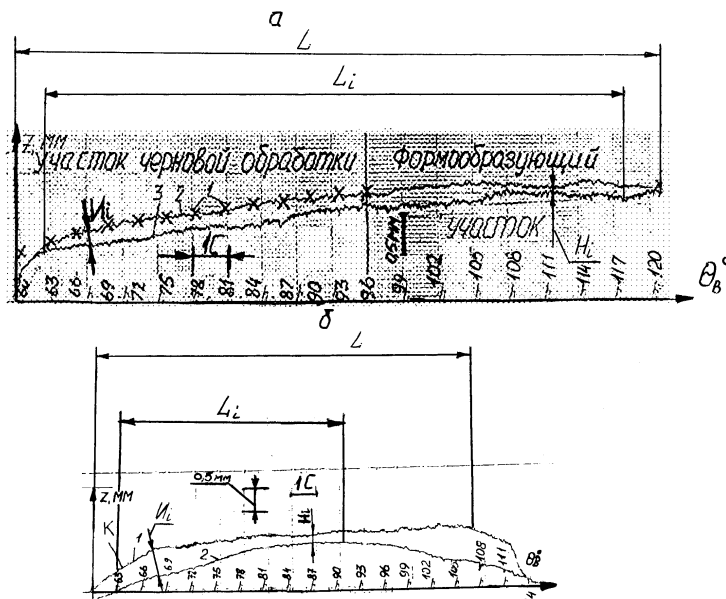 а
L
Li
Z, мм
Участок черновой обработки
Формообразующий
участок
Иi
3 2 1
1С
0,5мм
Hi
63 66 69 72 75 78 81 84 87 90 93 96 99 102 105 108 111 114 117 120
θв°
б
L
Li
0,5мм
1С
Z, мм
К
1
Иi
2
Hi
63 66 69 72 75 78 81 84 87 90 93 96 99 102 105 108 111
θв°